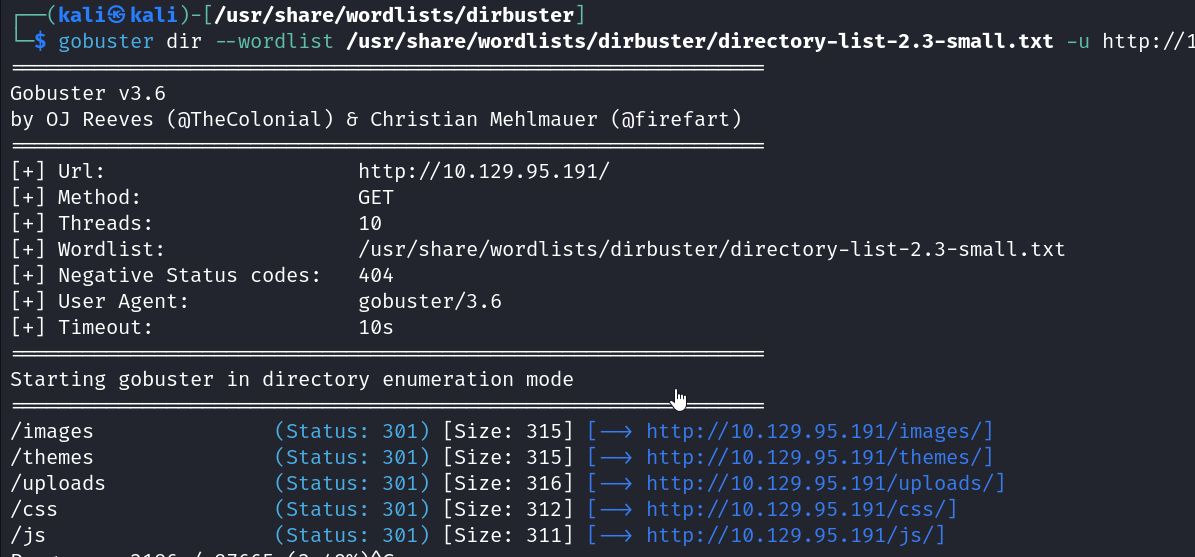 ┌──(kali㉿kali)-[/usr/share/wordlists/dirbuster]
└─$ gobuster dir --wordlist /usr/share/wordlists/dirbuster/directory-list-2.3-small.txt -u http://1
===============================================================
Gobuster v3.6
by OJ Reeves (@TheColonial) & Christian Mehlmauer (@firefart)
===============================================================
[+] Url:                     http://10.129.95.191/
[+] Method:                  GET
[+] Threads:                 10
[+] Wordlist:                /usr/share/wordlists/dirbuster/directory-list-2.3-small.txt
[+] Negative Status codes:   404
[+] User Agent:              gobuster/3.6
[+] Timeout:                 10s
===============================================================
Starting gobuster in directory enumeration mode
===============================================================
/images               (Status: 301) [Size: 315] [--> http://10.129.95.191/images/]
/themes               (Status: 301) [Size: 315] [--> http://10.129.95.191/themes/]
/uploads              (Status: 301) [Size: 316] [--> http://10.129.95.191/uploads/]
/css                  (Status: 301) [Size: 312] [--> http://10.129.95.191/css/]
/js                   (Status: 301) [Size: 311] [--> http://10.129.95.191/js/]